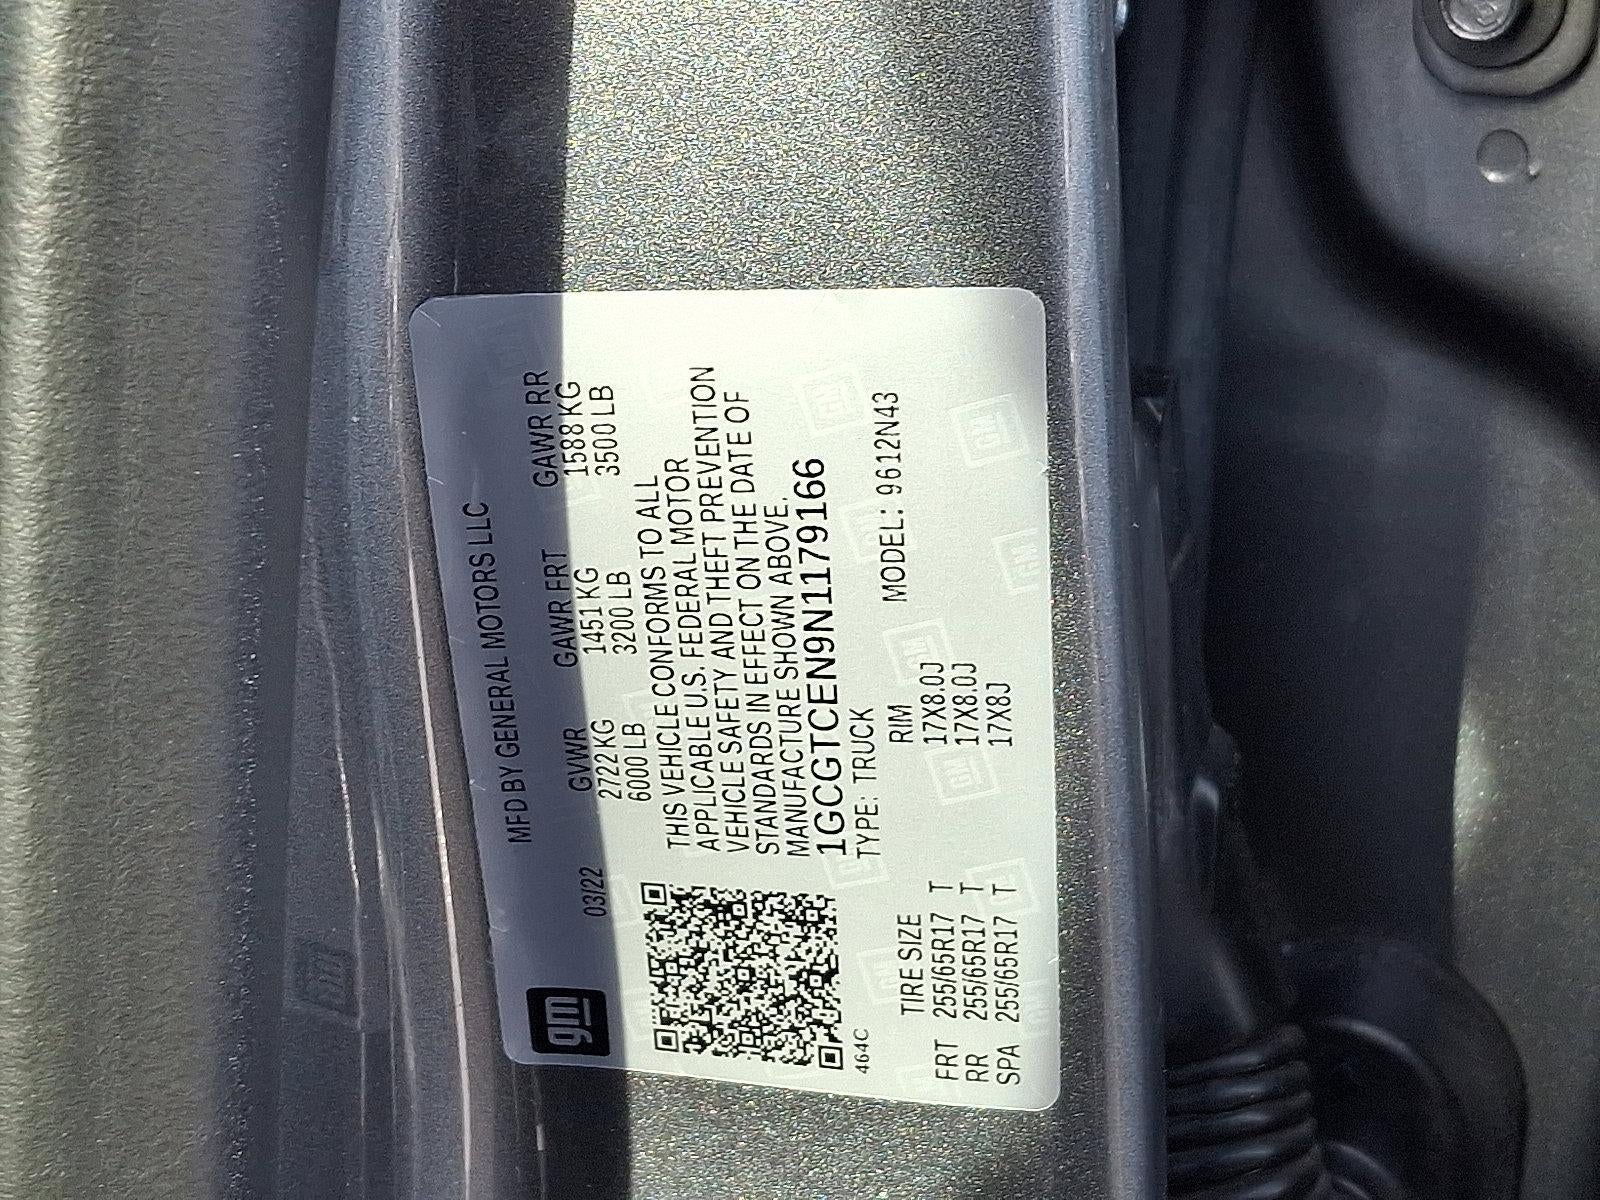 gm
MFD BY GENERAL MOTORS LLC
03/22 GVWR GAWR FRT GAWR RR
2722 KG 1451 KG 1588 KG
6000 LB 3200 LB 3500 LB
THIS VEHICLE CONFORMS TO ALL
APPLICABLE U.S. FEDERAL MOTOR
VEHICLE SAFETY AND THEFT PREVENTION
STANDARDS IN EFFECT ON THE DATE OF
MANUFACTURE SHOWN ABOVE.
1GCGTCEN9N1179166
464C TYPE: TRUCK MODEL: 9612N43
TIRE SIZE RIM
FRT 255/65R17 T 17X8.0J
RR 255/65R17 T 17X8.0J
SPA 255/65R17 T 17X8J